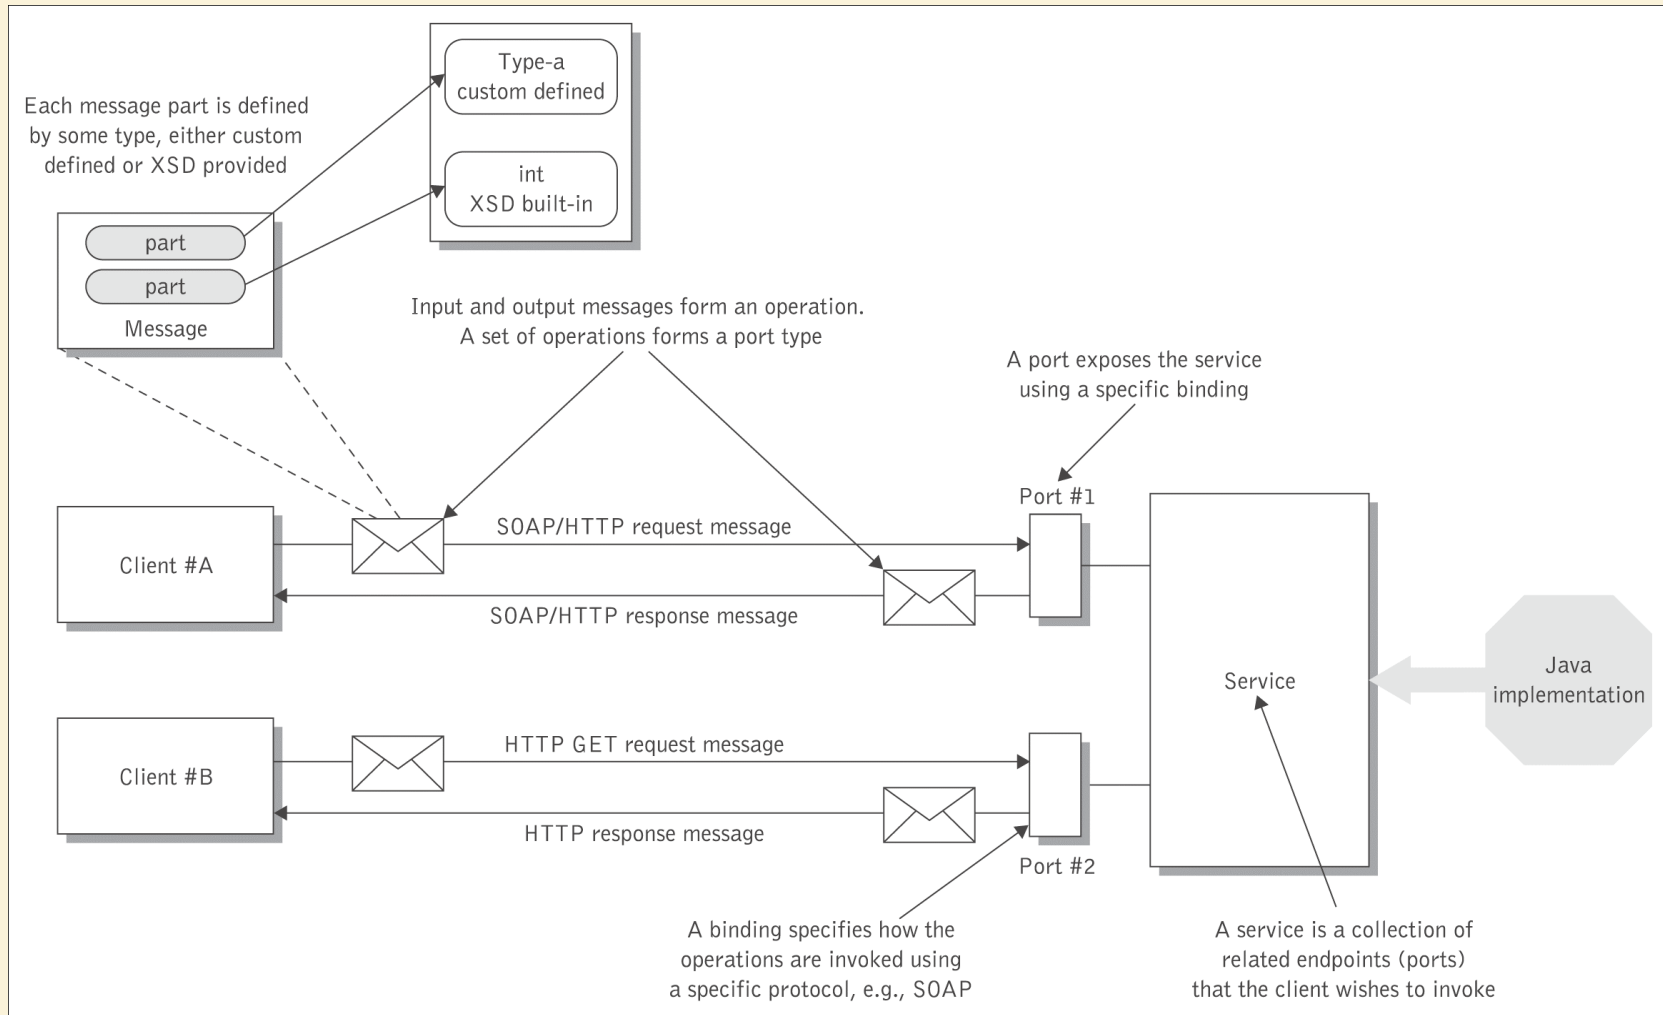 Type-a
custom defined
Each message part is defined
by some type, either custom
defined or XSD provided
int
XSD built-in
part
part
Message
Input and output messages form an operation.
A set of operations forms a port type
A port exposes the service
using a specific binding
Port #1
Client #A
SOAP/HTTP request message
SOAP/HTTP response message
Service
Java
implementation
Client #B
HTTP GET request message
HTTP response message
Port #2
A binding specifies how the
operations are invoked using
a specific protocol, e.g., SOAP
A service is a collection of
related endpoints (ports)
that the client wishes to invoke